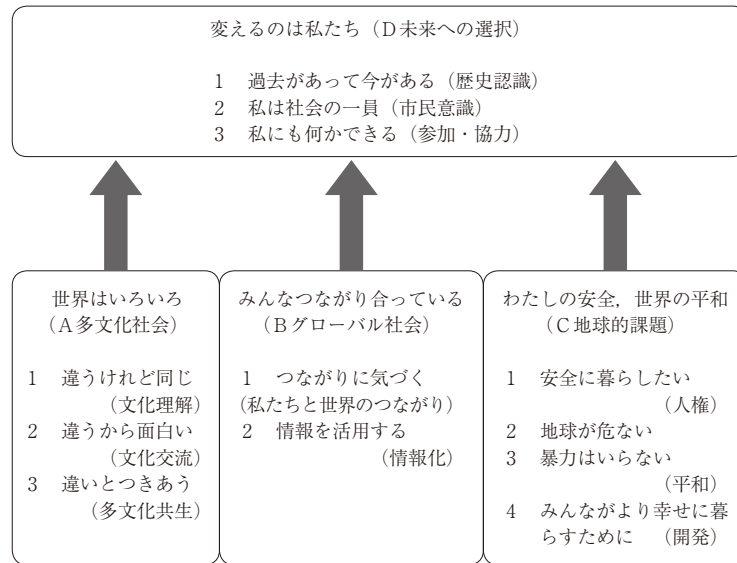 変えるのは私たち（Ｄ未来への選択）
1　過去があって今がある（歴史認識）
2　私は社会の一員（市民意識）
3　私にも何かできる（参加・協力）
世界はいろいろ
（Ａ多文化社会）
1　違うけれど同じ
（文化理解）
2　違うから面白い
（文化交流）
3　違いとつきあう
（多文化共生）
みんなつながり合っている
（Ｂグローバル社会）
1　つながりに気づく
（私たちと世界のつながり）
2　情報を活用する
（情報化）
わたしの安全，世界の平和
（Ｃ地球的課題）
1　安全に暮らしたい
（人権）
2　地球が危ない
3　暴力はいらない
（平和）
4　みんながより幸せに暮
らすために　（開発）